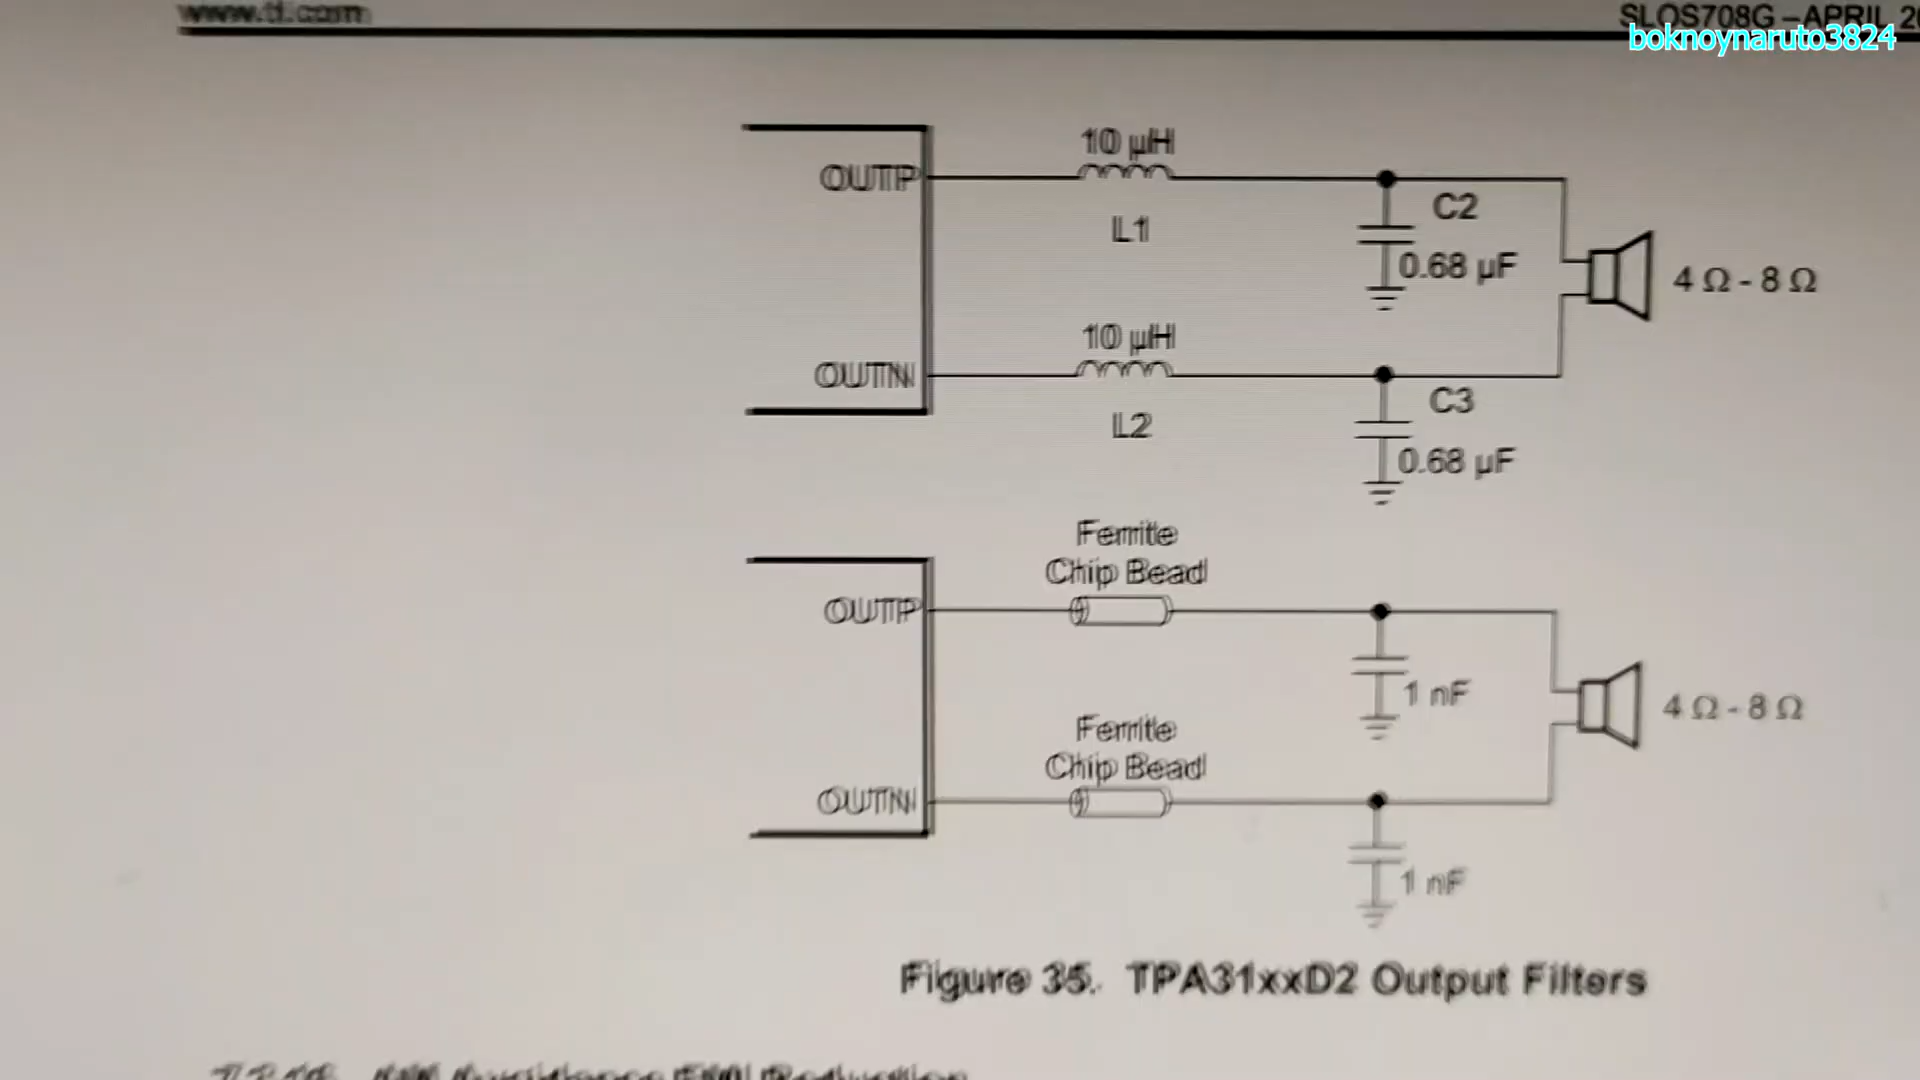 www.ti.com
SLOS708G – APRIL 20
boknoynaruto3824
10 µH
OUTP
L1
C2
0.68 µF
4 Ω - 8 Ω
10 µH
OUTN
L2
C3
0.68 µF
Ferrite
Chip Bead
OUTP
1 nF
4 Ω - 8 Ω
Ferrite
Chip Bead
OUTN
1 nF
Figure 35. TPA31xxD2 Output Filters